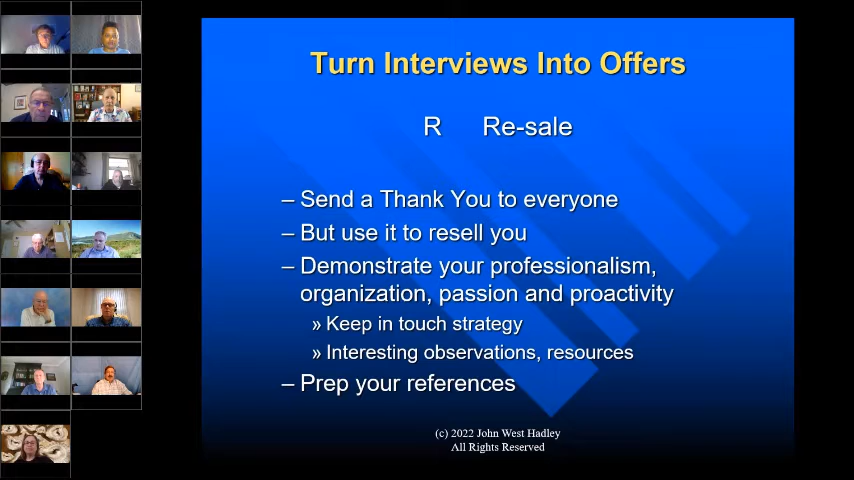 Turn Interviews Into Offers
R Re-sale
– Send a Thank You to everyone
– But use it to resell you
– Demonstrate your professionalism,
organization, passion and proactivity
» Keep in touch strategy
» Interesting observations, resources
– Prep your references
(c) 2022 John West Hadley
All Rights Reserved